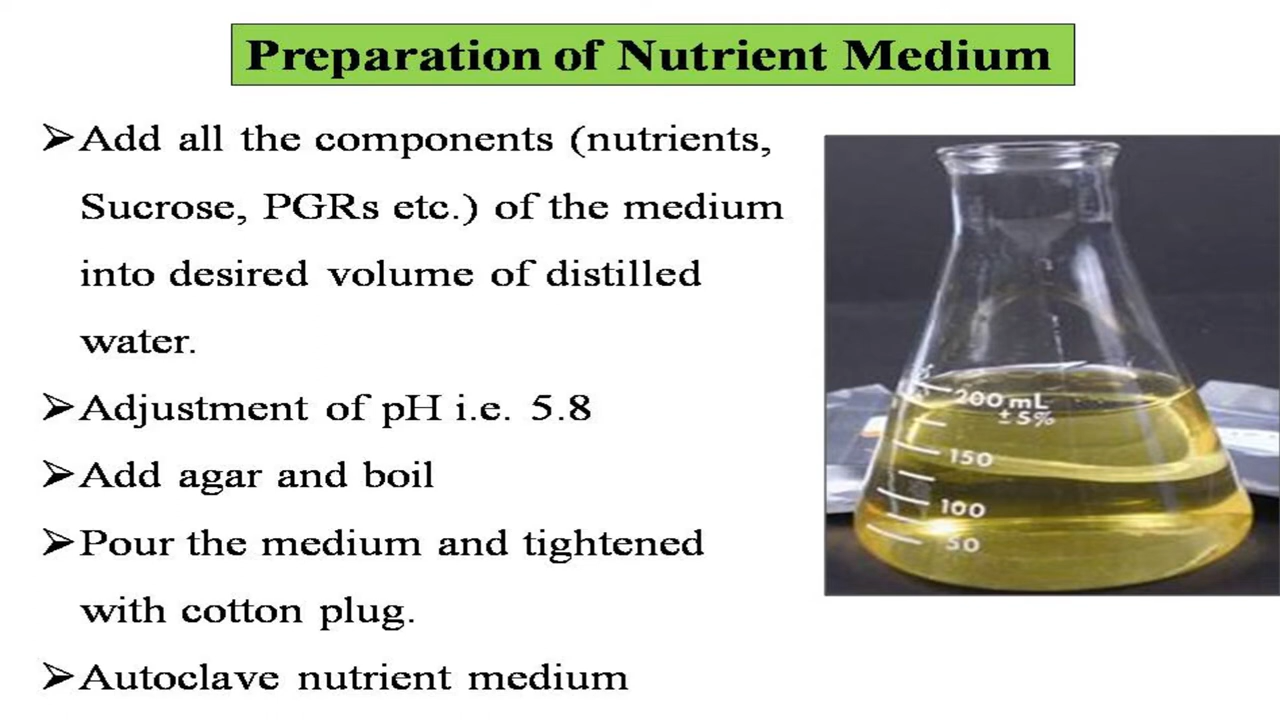 Preparation of Nutrient Medium
➢Add all the components (nutrients,
Sucrose, PGRs etc.) of the medium
into desired volume of distilled
water.
➢Adjustment of pH i.e. 5.8
➢Add agar and boil
➢Pour the medium and tightened
with cotton plug.
➢Autoclave nutrient medium
200 mL
±5%
150
100
50